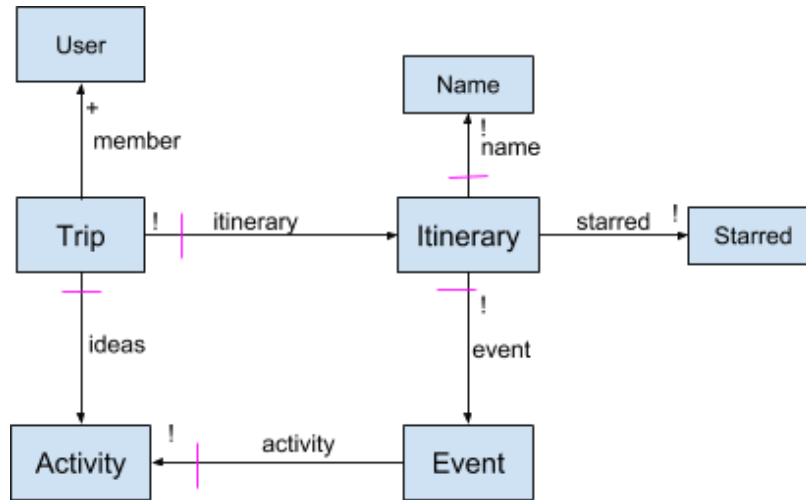 User
Name
+
member
!
name
Trip
!
itinerary
Itinerary
starred
!
Starred
ideas
!
event
Activity
!
activity
Event